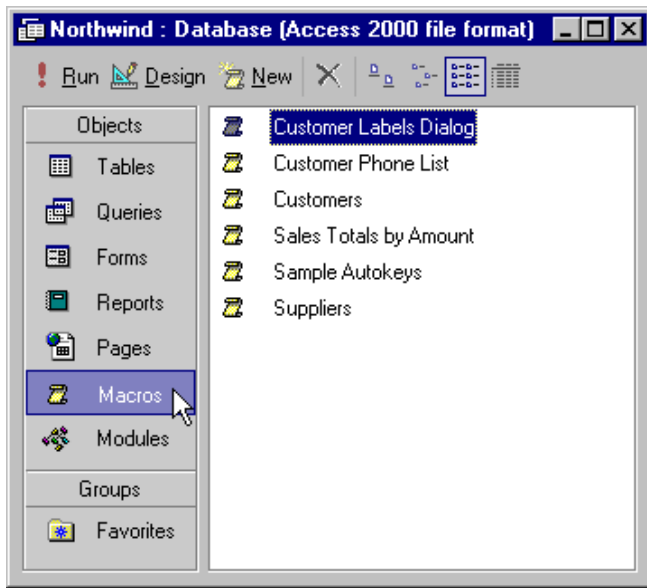 Northwind : Database (Access 2000 file format)
Run Design New
Objects
Tables
Queries
Forms
Reports
Pages
Macros
Modules
Groups
Favorites
Customer Labels Dialog
Customer Phone List
Customers
Sales Totals by Amount
Sample Autokeys
Suppliers